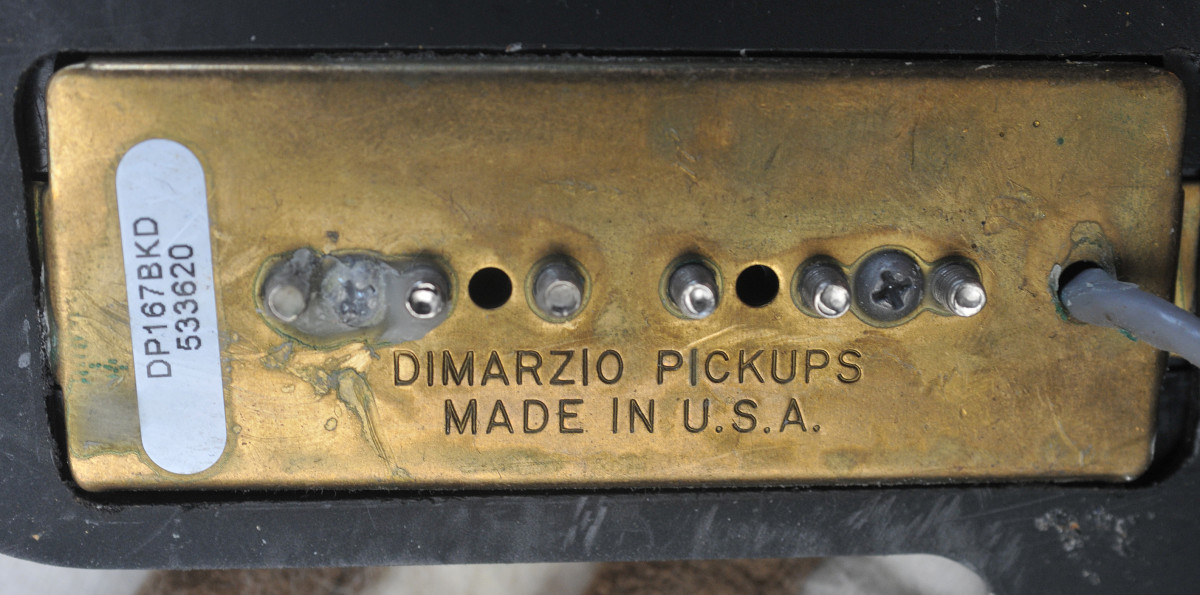 DP167BKD
533620
DIMARZIO PICKUPS
MADE IN U.S.A.